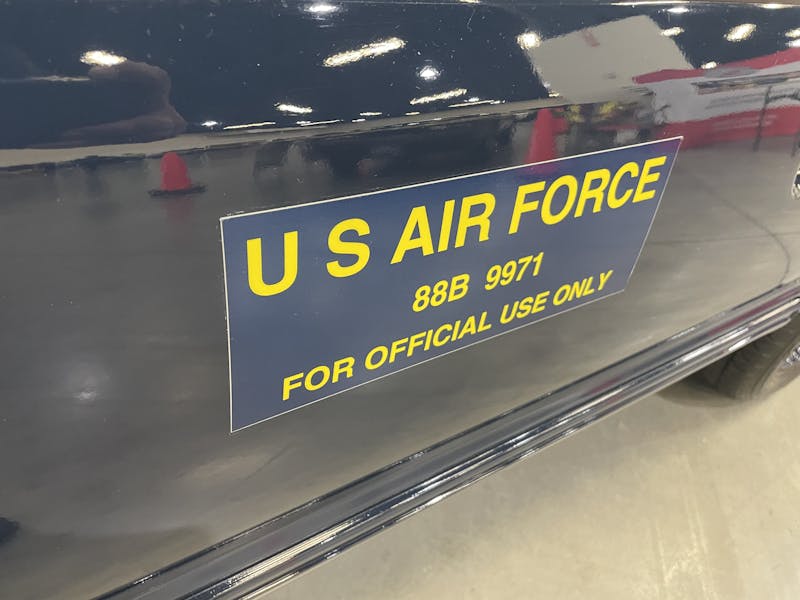 U S AIR FORCE
88B 9971
FOR OFFICIAL USE ONLY